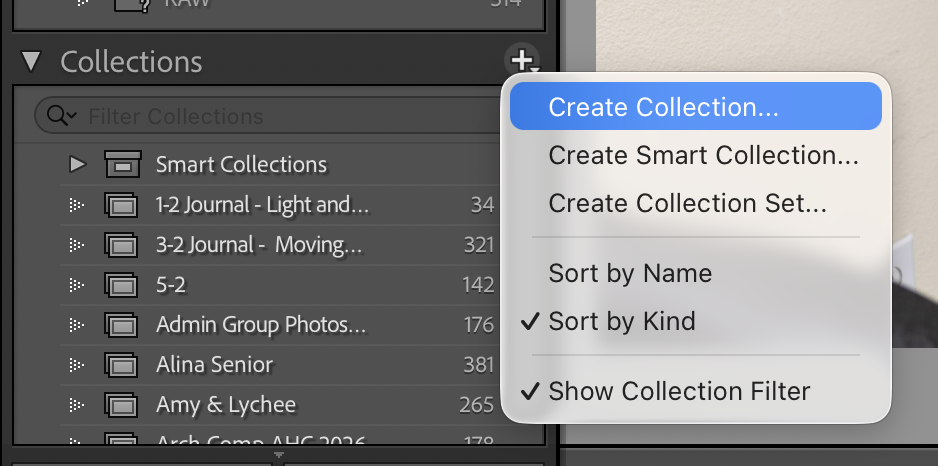 RAW 314
Collections
Filter Collections
Smart Collections
1-2 Journal - Light and... 34
3-2 Journal - Moving... 321
5-2 142
Admin Group Photos... 176
Alina Senior 381
Amy & Lychee 265
Arch Comp AHC 2026 178
Create Collection...
Create Smart Collection...
Create Collection Set...
Sort by Name
Sort by Kind
Show Collection Filter